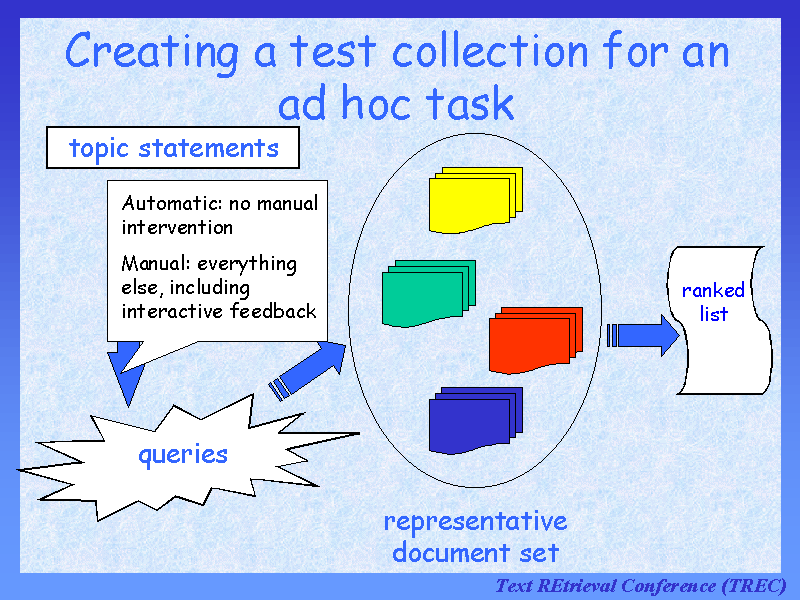 Creating a test collection for an
ad hoc task
topic statements
Automatic: no manual
intervention
Manual: everything
else, including
interactive feedback
ranked
list
queries
representative
document set
Text REtrieval Conference (TREC)